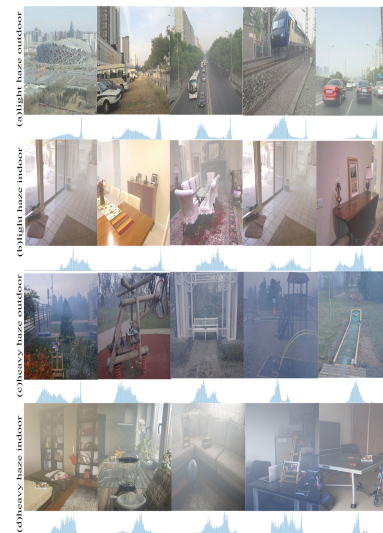 (a)light haze outdoor
(b)light haze indoor
(c)heavy haze outdoor
(d)heavy haze indoor